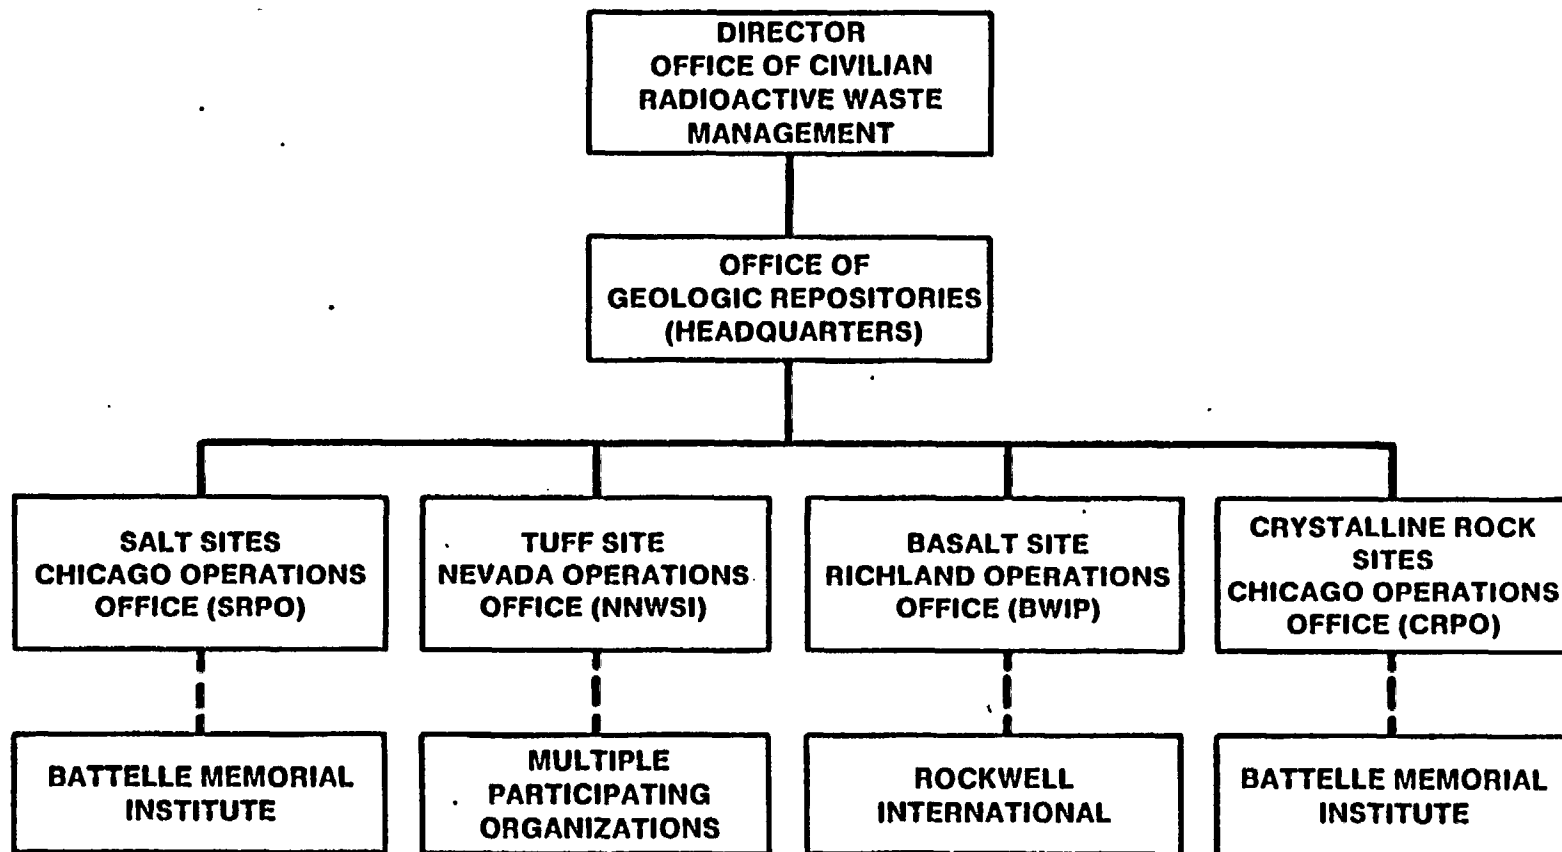 DIRECTOR
OFFICE OF CIVILIAN
RADIOACTIVE WASTE
MANAGEMENT
OFFICE OF
GEOLOGIC REPOSITORIES
(HEADQUARTERS)
SALT SITES
CHICAGO OPERATIONS
OFFICE (SRPO)
TUFF SITE
NEVADA OPERATIONS
OFFICE (NNWSI)
BASALT SITE
RICHLAND OPERATIONS
OFFICE (BWIP)
CRYSTALLINE ROCK
SITES
CHICAGO OPERATIONS
OFFICE (CRPO)
BATTELLE MEMORIAL
INSTITUTE
MULTIPLE
PARTICIPATING
ORGANIZATIONS
ROCKWELL
INTERNATIONAL
BATTELLE MEMORIAL
INSTITUTE